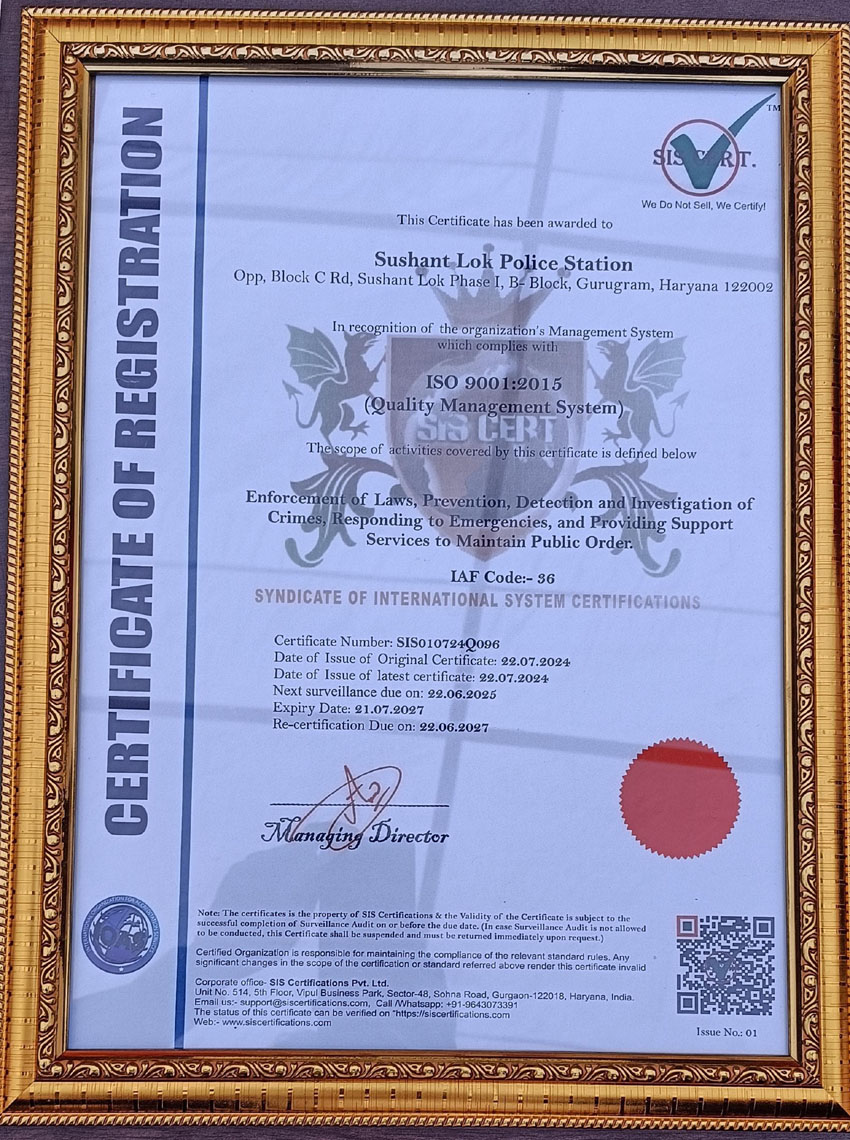 CERTIFICATE OF REGISTRATION
SIS CERT.
TM
We Do Not Sell, We Certify!
This Certificate has been awarded to
Sushant Lok Police Station
Opp, Block C Rd, Sushant Lok Phase I, B- Block, Gurugram, Haryana 122002
In recognition of the organization's Management System
which complies with
ISO 9001:2015
(Quality Management System)
SIS CERT
The scope of activities covered by this certificate is defined below
Enforcement of Laws, Prevention, Detection and Investigation of
Crimes, Responding to Emergencies, and Providing Support
Services to Maintain Public Order.
IAF Code:- 36
SYNDICATE OF INTERNATIONAL SYSTEM CERTIFICATIONS
Certificate Number: SIS010724Q096
Date of Issue of Original Certificate: 22.07.2024
Date of Issue of latest certificate: 22.07.2024
Next surveillance due on: 22.06.2025
Expiry Date: 21.07.2027
Re-certification Due on: 22.06.2027
Managing Director
Note: The certificates is the property of SIS Certifications & the Validity of the Certificate is subject to the
successful completion of Surveillance Audit on or before the due date. (In case Surveillance Audit is not allowed
to be conducted, this Certificate shall be suspended and must be returned immediately upon request.)
Certified Organization is responsible for maintaining the compliance of the relevant standard rules. Any
significant changes in the scope of the certification or standard referred above render this certificate invalid
Corporate office- SIS Certifications Pvt. Ltd.
Unit No. 514, 5th Floor, Vipul Business Park, Sector-48, Sohna Road, Gurgaon-122018, Haryana, India.
Email us:- support@siscertifications.com, Call /Whatsapp: +91-9643073391
The status of this certificate can be verified on "https://siscertifications.com
Web:- www.siscertifications.com
Issue No.: 01